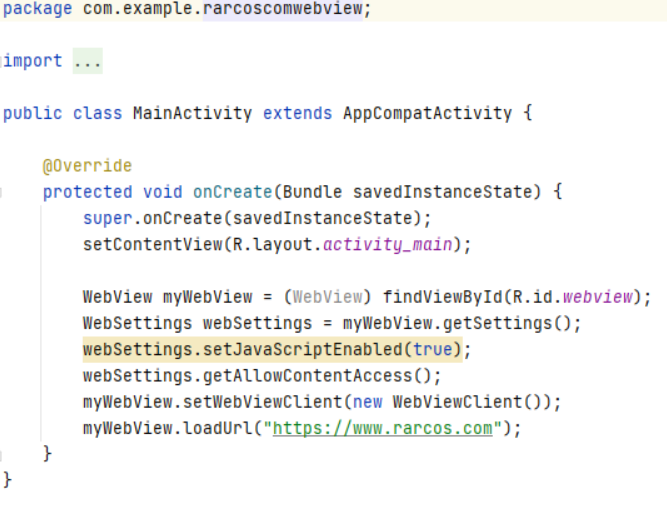 package com.example.rarcoscomwebview;
import ...
public class MainActivity extends AppCompatActivity {
@Override
protected void onCreate(Bundle savedInstanceState) {
super.onCreate(savedInstanceState);
setContentView(R.layout.activity_main);
WebView myWebView = (WebView) findViewById(R.id.webview);
WebSettings webSettings = myWebView.getSettings();
webSettings.setJavaScriptEnabled(true);
webSettings.getAllowContentAccess();
myWebView.setWebViewClient(new WebViewClient());
myWebView.loadUrl("https://www.rarcos.com");
}
}